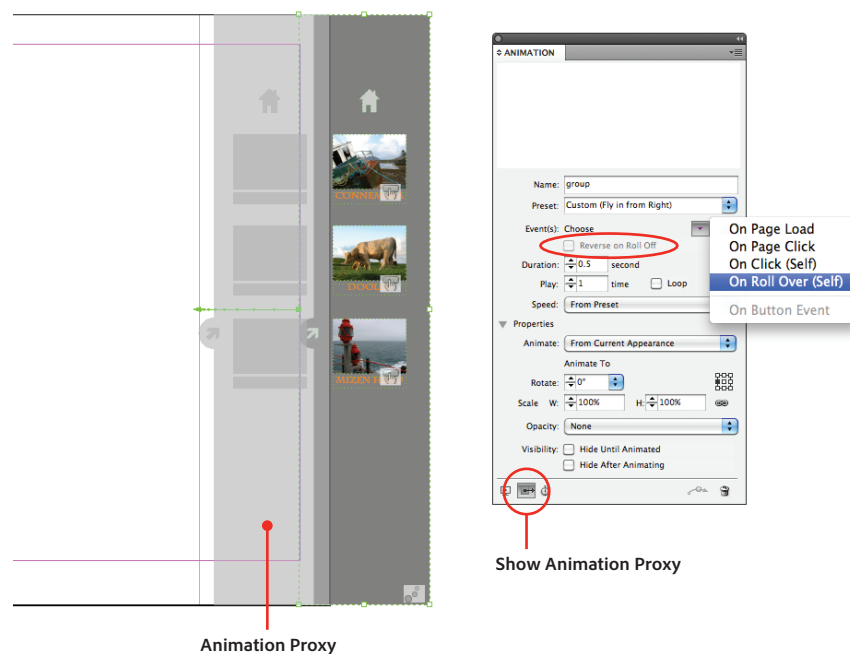 CONNE
DOOL
MIZEN H
Animation Proxy
ANIMATION
Name: group
Preset: Custom (Fly in from Right)
Event(s): Choose
Reverse on Roll Off
Duration: 0.5 second
Play: 1 time Loop
Speed: From Preset
Properties
Animate: From Current Appearance
Animate To
Rotate: 0°
Scale W: 100% H: 100%
Opacity: None
Visibility: Hide Until Animated
Hide After Animating
On Page Load
On Page Click
On Click (Self)
On Roll Over (Self)
On Button Event
Show Animation Proxy